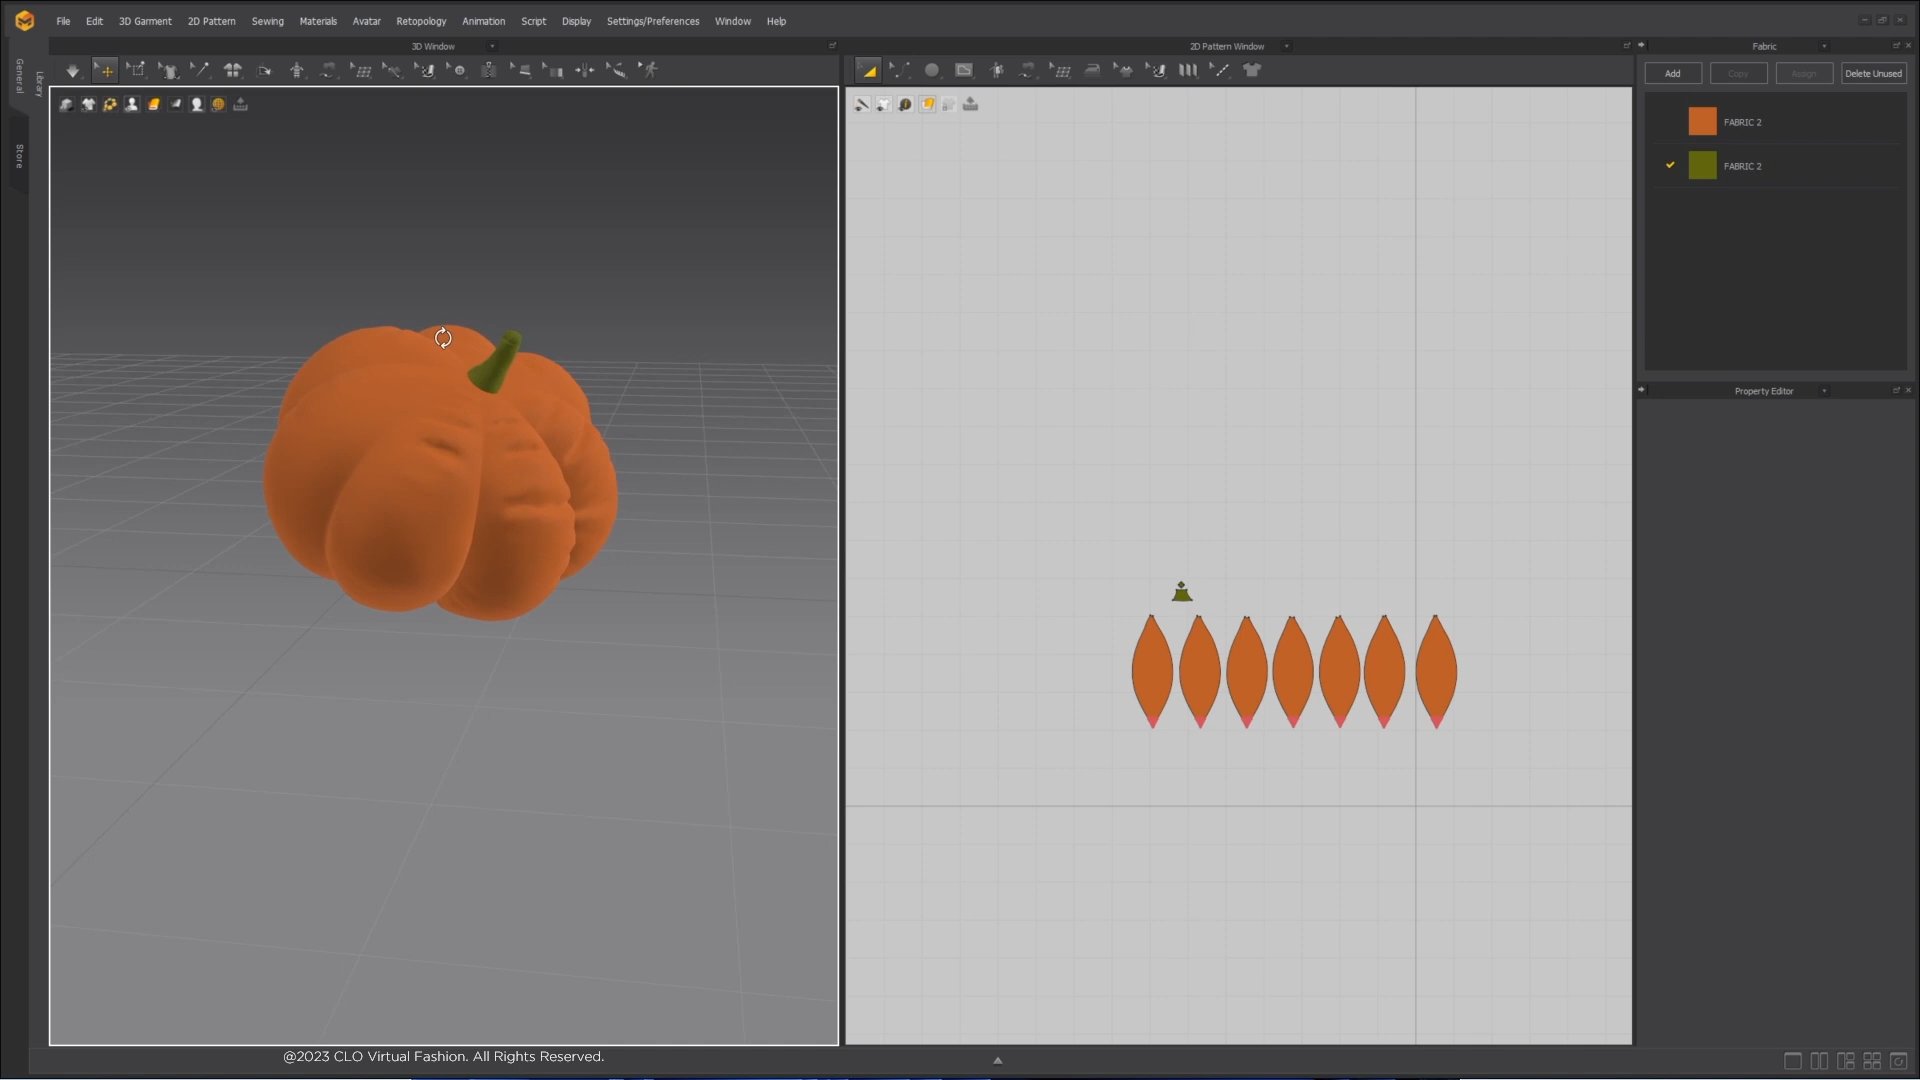 File Edit 3D Garment 2D Pattern Sewing Materials Avatar Retopology Animation Script Display Settings/Preferences Window Help
General
Library
Store
3D Window
2D Pattern Window
Fabric
Add Copy Assign Delete Unused
FABRIC 2
FABRIC 2
Property Editor
@2023 CLO Virtual Fashion. All Rights Reserved.